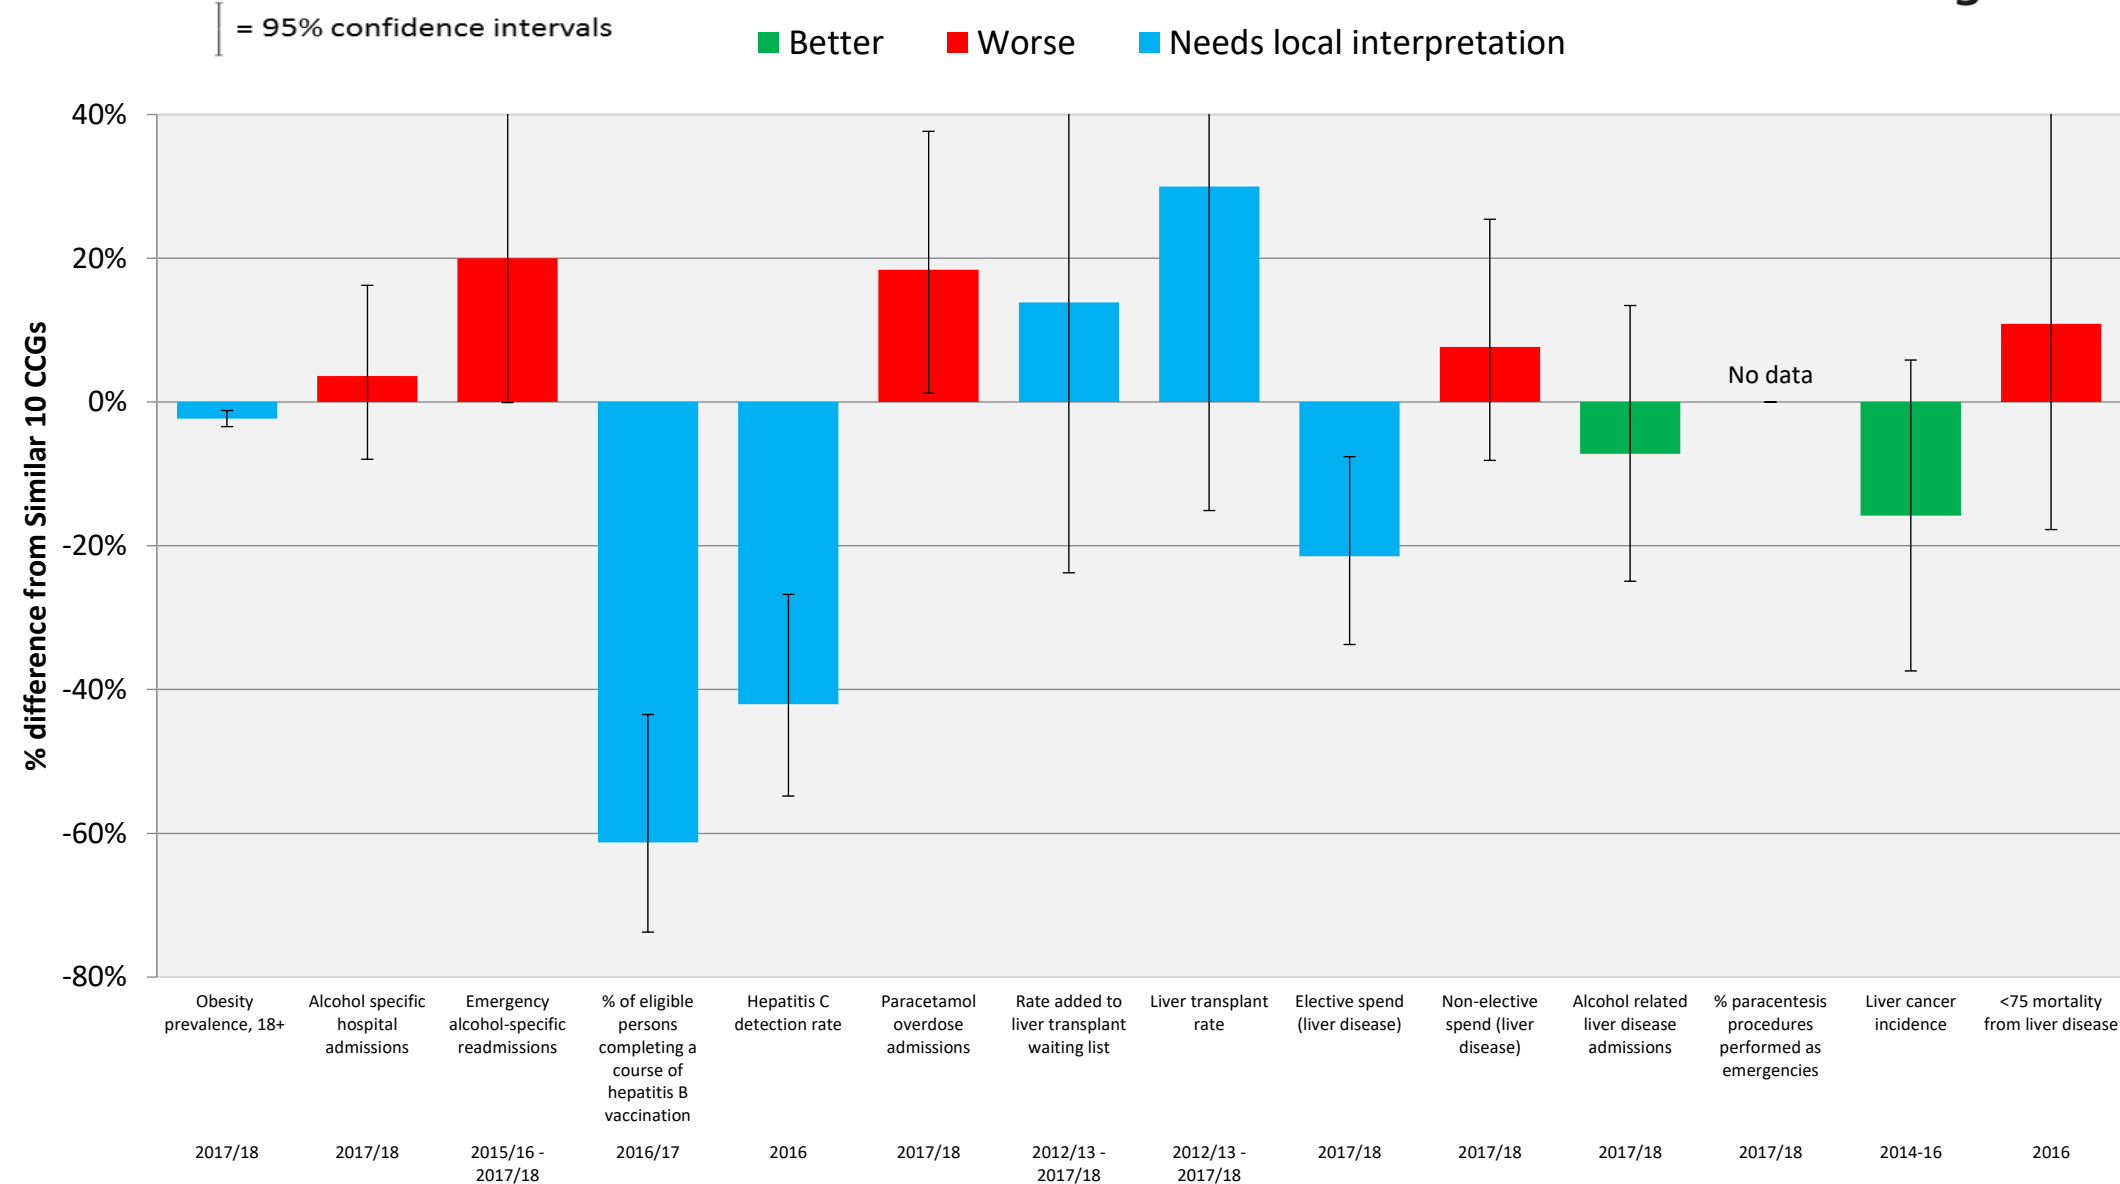 = 95% confidence intervals
Better
Worse
Needs local interpretation
% difference from Similar 10 CCGs
40%
20%
0%
-20%
-40%
-60%
-80%
No data
Obesity
prevalence, 18+
2017/18
Alcohol specific
hospital
admissions
2017/18
Emergency
alcohol-specific
readmissions
2015/16 -
2017/18
% of eligible
persons
completing a
course of
hepatitis B
vaccination
2016/17
Hepatitis C
detection rate
2016
Paracetamol
overdose
admissions
2017/18
Rate added to
liver transplant
waiting list
2012/13 -
2017/18
Liver transplant
rate
2012/13 -
2017/18
Elective spend
(liver disease)
2017/18
Non-elective
spend (liver
disease)
2017/18
Alcohol related
liver disease
admissions
2017/18
% paracentesis
procedures
performed as
emergencies
2017/18
Liver cancer
incidence
2014-16
<75 mortality
from liver disease
2016